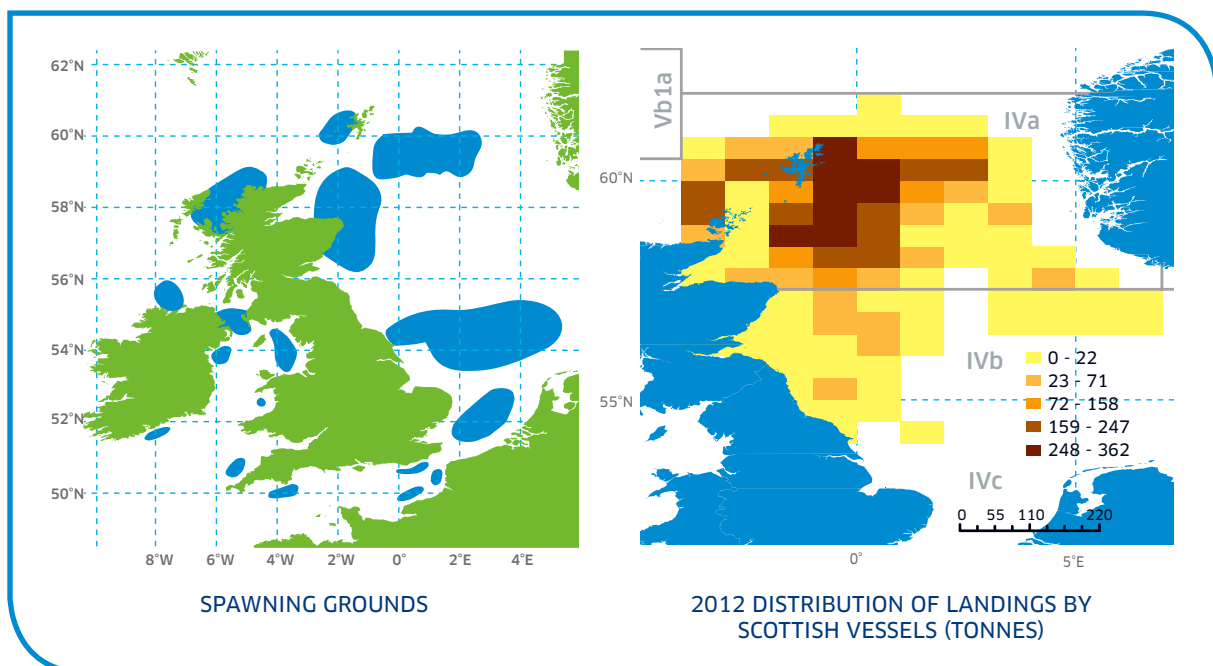 62°N
60°N
58°N
56°N
54°N
52°N
50°N
8°W
6°W
4°W
2°W
0°
2°E
4°E
SPAWNING GROUNDS
Vb1a
IVa
60°N
IVb
0 - 22
23 - 71
72 - 158
159 - 247
248 - 362
55°N
IVc
0 55 110 220
0°
5°E
2012 DISTRIBUTION OF LANDINGS BY
SCOTTISH VESSELS (TONNES)